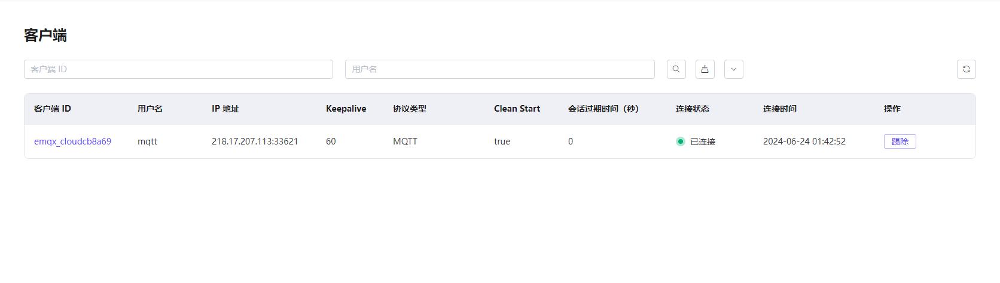 客户端
客户端 ID 用户名
客户端 ID 用户名 IP 地址 Keepalive 协议类型 Clean Start 会话过期时间（秒） 连接状态 连接时间 操作
emqx_cloudcb8a69 mqtt 218.17.207.113:33621 60 MQTT true 0 已连接 2024-06-24 01:42:52 踢除